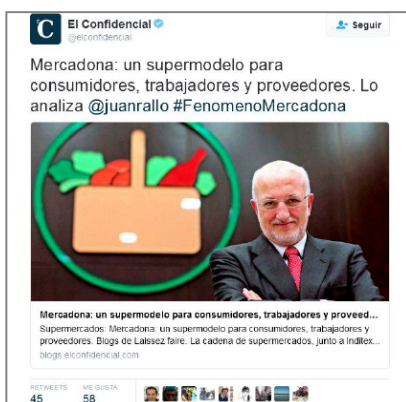 El Confidencial
@elconfidencial
Seguir
Mercadona: un supermodelo para
consumidores, trabajadores y proveedores. Lo
analiza @juanrallo #FenomenoMercadona
Mercadona: un supermodelo para consumidores, trabajadores y proveed...
Supermercados: Mercadona: un supermodelo para consumidores, trabajadores y
proveedores. Blogs de Laissez faire. La cadena de supermercados, junto a Inditex...
blogs.elconfidencial.com
RETWEETS ME GUSTA
45 58